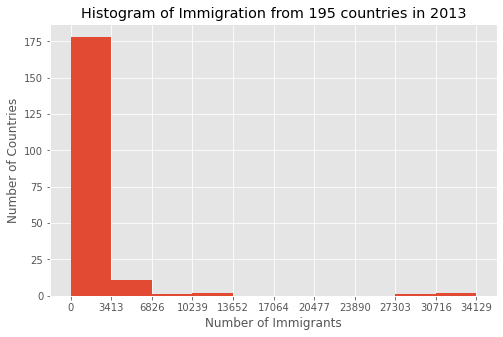 Histogram of Immigration from 195 countries in 2013
Number of Countries
175
150
125
100
75
50
25
0
0 3413 6826 10239 13652 17064 20477 23890 27303 30716 34129
Number of Immigrants